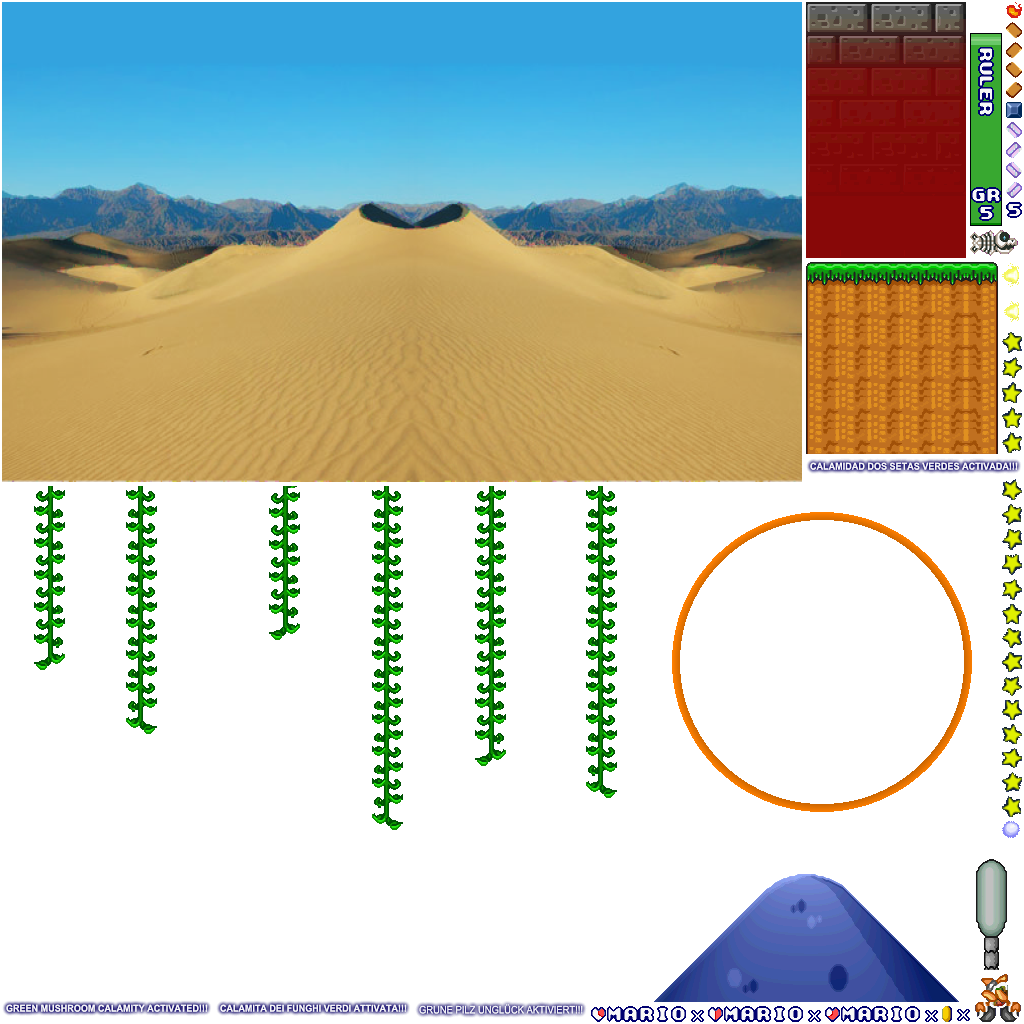 RULER
GR
5
5
CALAMIDAD DOS SETAS VERDES ACTIVADA!!!
GREEN MUSHROOM CALAMITY ACTIVATED!!!
CALAMITA DEI FUNGHI VERDI ATTIVATA!!!
GRUNE PILZ UNGLÜCK AKTIVIERT!!
MARIO x MARIO x MARIO x x